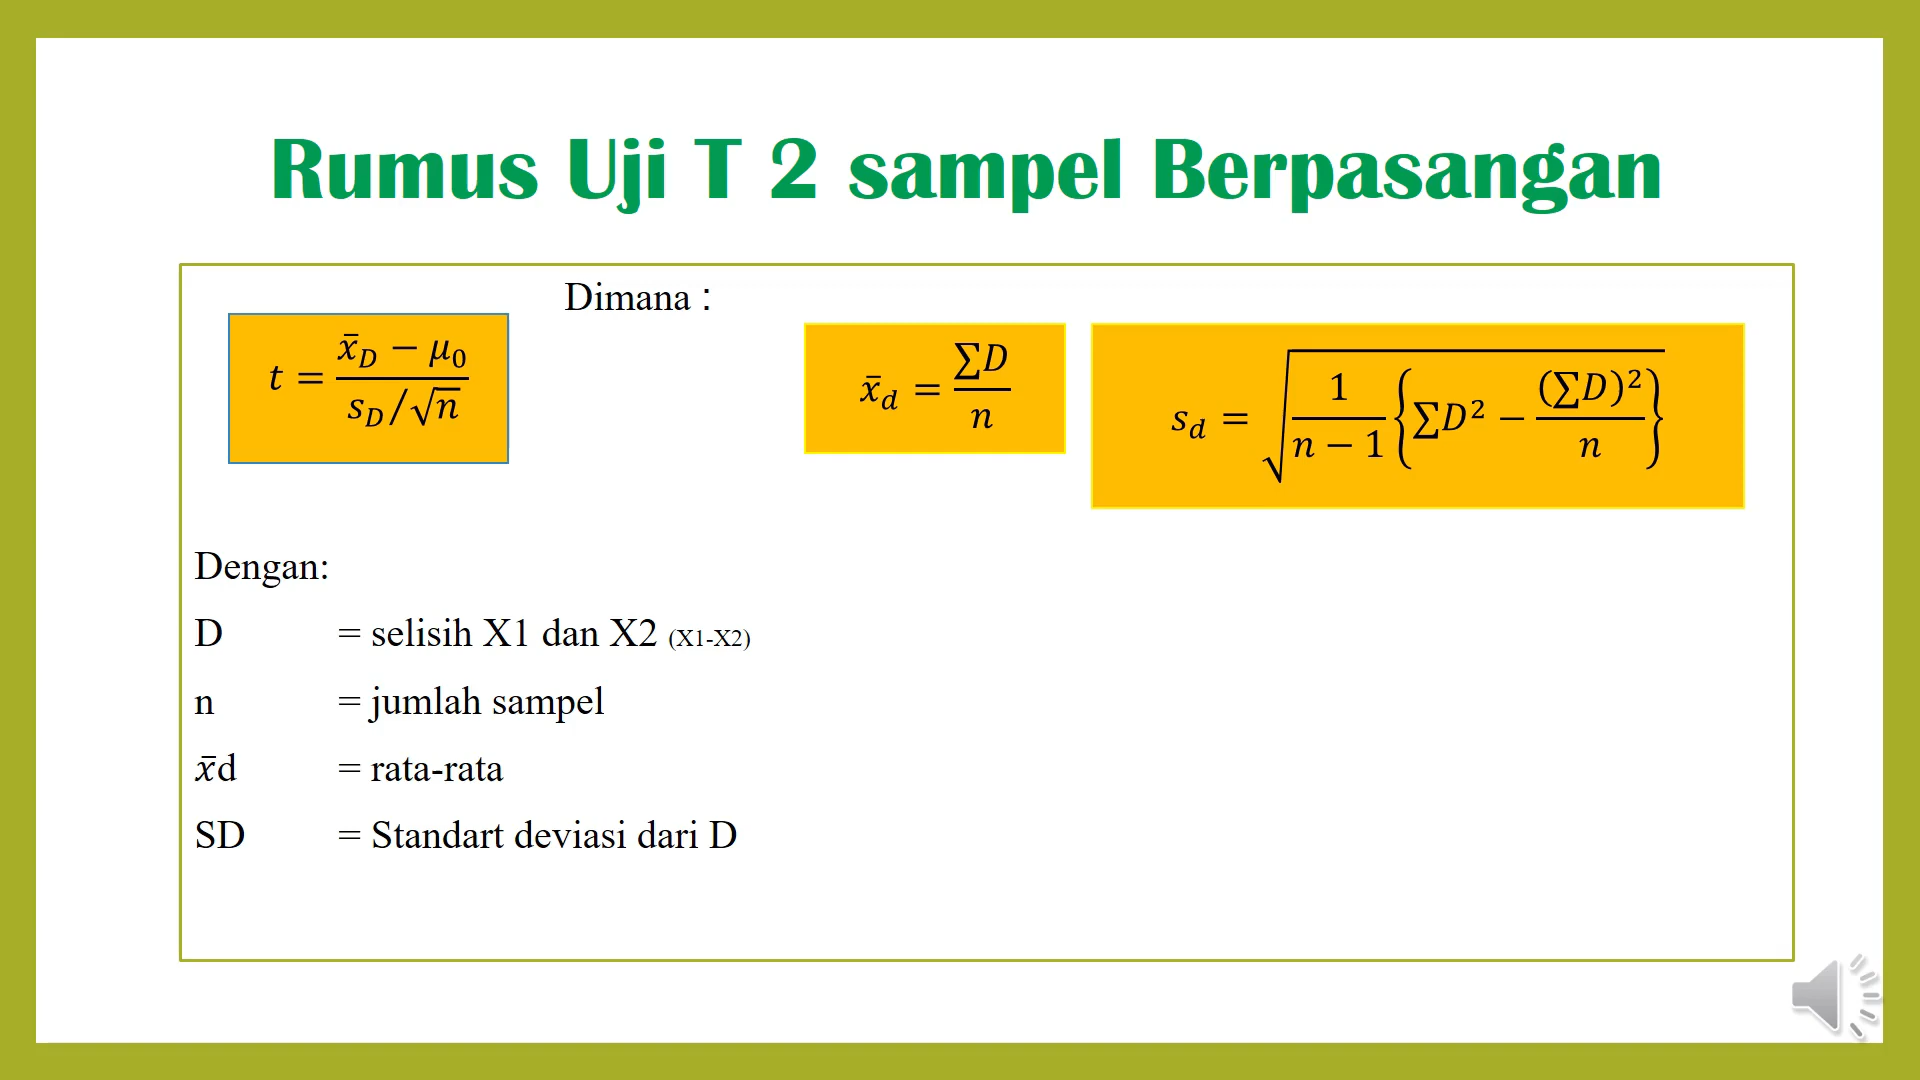 Rumus Uji T 2 sampel Berpasangan
Dimana :
t = (x̄_D − μ_0) / (s_D/√n)
x̄_d = ∑D / n
s_d = √( 1/(n − 1) { ∑D² − (∑D)²/n } )
Dengan:
D = selisih X1 dan X2 (X1-X2)
n = jumlah sampel
x̄d = rata-rata
SD = Standart deviasi dari D